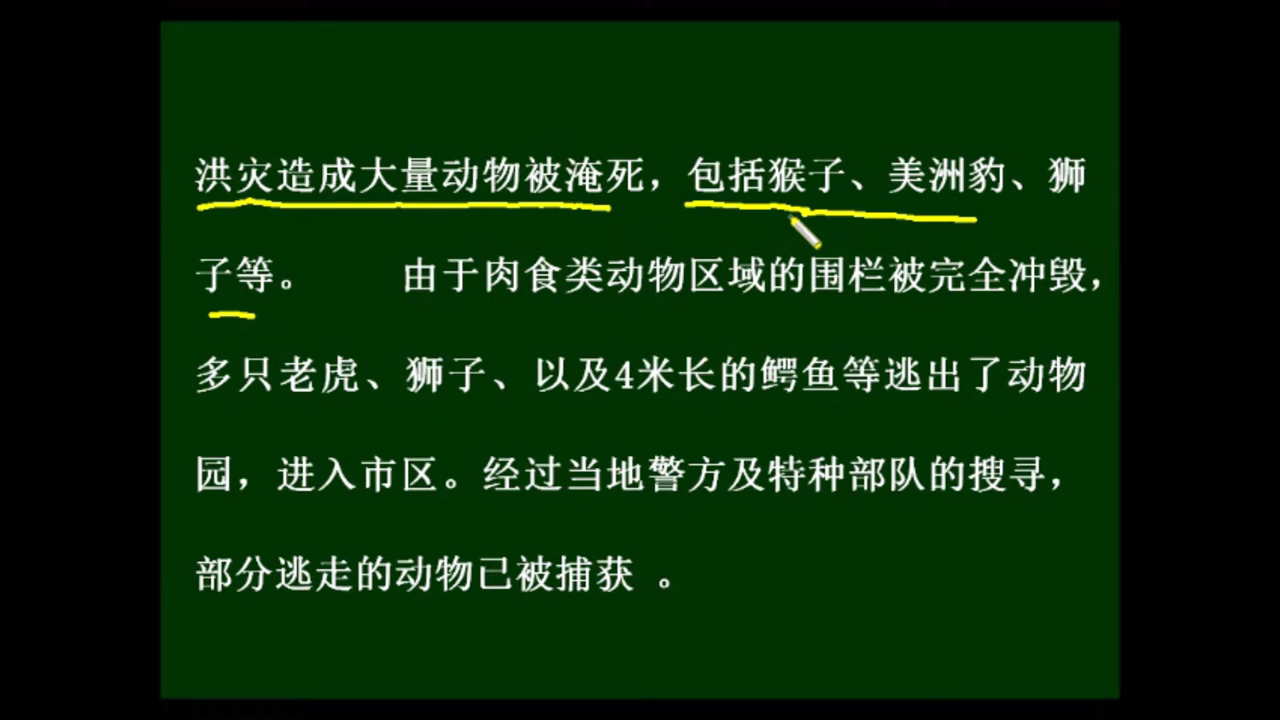 洪灾造成大量动物被淹死，包括猴子、美洲豹、狮
子等。 由于肉食类动物区域的围栏被完全冲毁，
多只老虎、狮子、以及4米长的鳄鱼等逃出了动物
园，进入市区。经过当地警方及特种部队的搜寻，
部分逃走的动物已被捕获 。